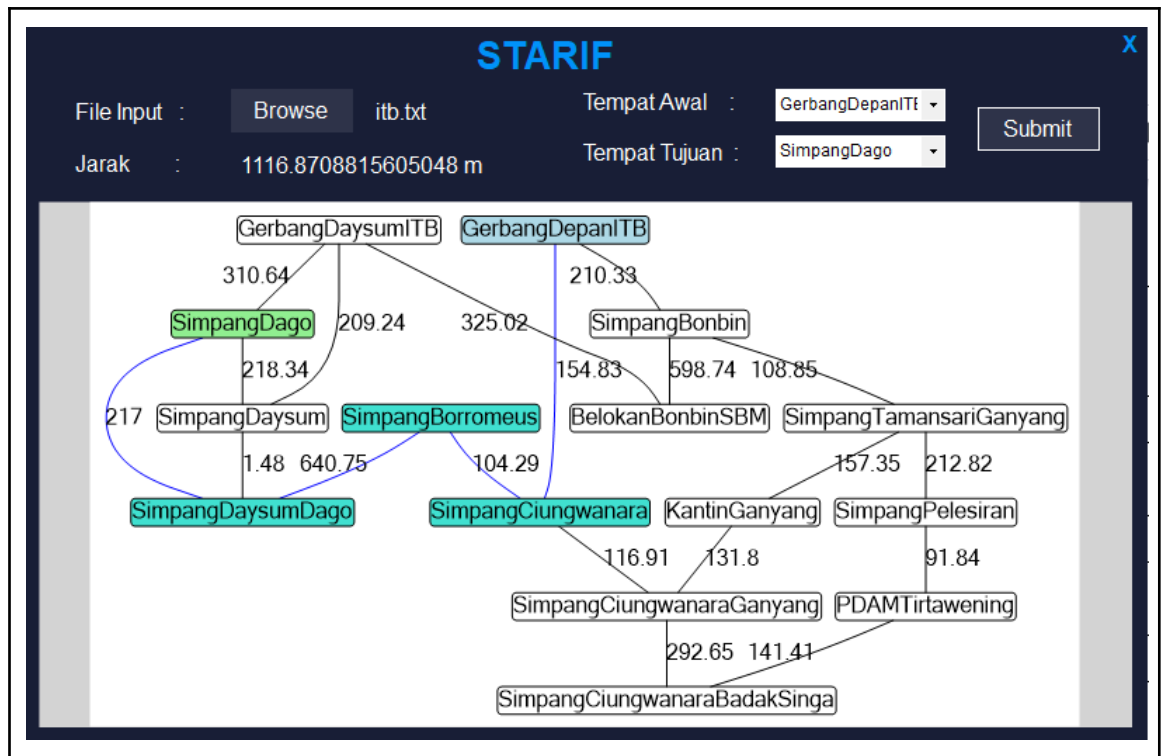 STARIF
X
File Input :
Browse
itb.txt
Tempat Awal :
GerbangDepanITE
Submit
Jarak :
1116.8708815605048 m
Tempat Tujuan :
SimpangDago
GerbangDaysumITB
GerbangDepanITB
310.64
210.33
SimpangDago
209.24
325.02
SimpangBonbin
218.34
154.83
598.74
108.85
217
SimpangDaysum
SimpangBorromeus
BelokanBonbinSBM
SimpangTamansariGanyang
1.48
640.75
104.29
157.35
212.82
SimpangDaysumDago
SimpangCiungwanara
KantinGanyang
SimpangPelesiran
116.91
131.8
91.84
SimpangCiungwanaraGanyang
PDAMTirtawening
292.65
141.41
SimpangCiungwanaraBadakSinga